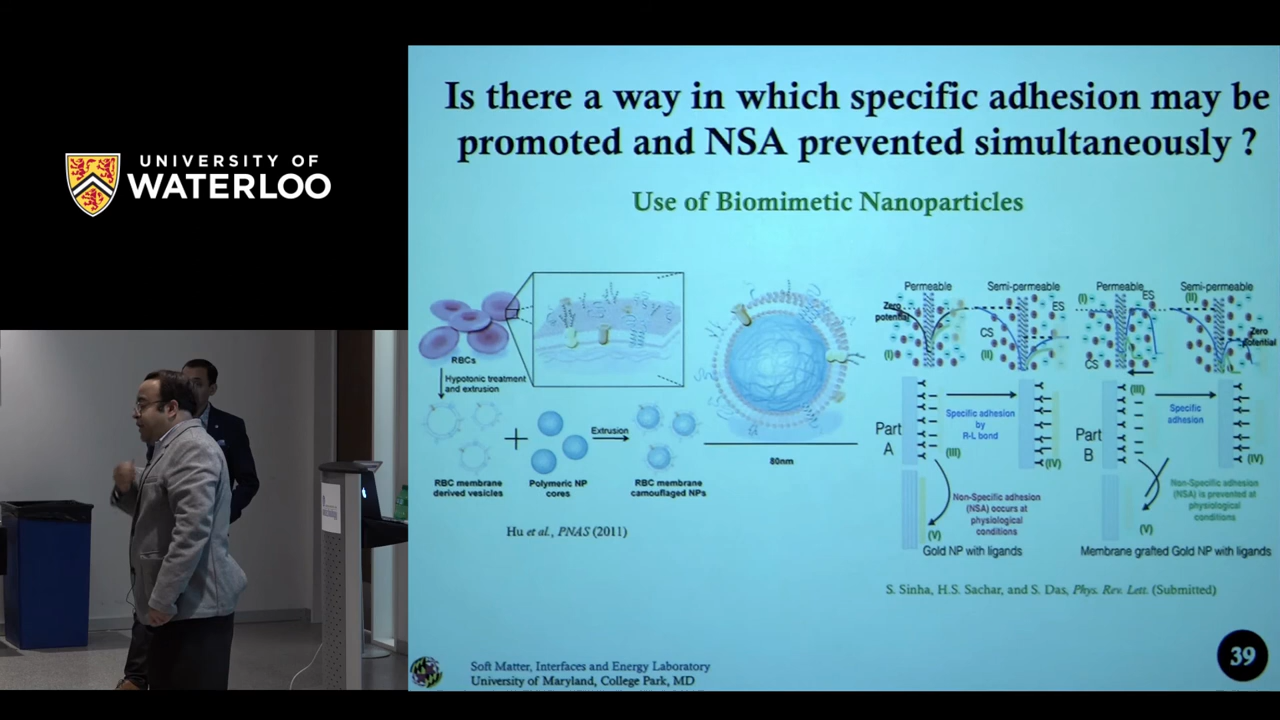 UNIVERSITY OF
WATERLOO
Is there a way in which specific adhesion may be
promoted and NSA prevented simultaneously ?
Use of Biomimetic Nanoparticles
RBCs
Hypotonic treatment
and extrusion
Extrusion
RBC membrane
derived vesicles
Polymeric NP
cores
RBC membrane
camouflaged NPs
80nm
Hu et al., PNAS (2011)
Permeable
Semi-permeable
Zero
potential
ES
CS
(I)
(II)
Part
A
Specific adhesion
by
R-L bond
(III)
(IV)
Non-Specific adhesion
(NSA) occurs at
physiological
conditions
(V)
Gold NP with ligands
Permeable
Semi-permeable
(I)
ES
(II)
Zero
potential
CS
(III)
Part
B
Specific
adhesion
(IV)
Non-Specific adhesion
(NSA) is prevented at
physiological
conditions
(V)
Membrane grafted Gold NP with ligands
S. Sinha, H.S. Sachar, and S. Das, Phys. Rev. Lett. (Submitted)
Soft Matter, Interfaces and Energy Laboratory
University of Maryland, College Park, MD
39